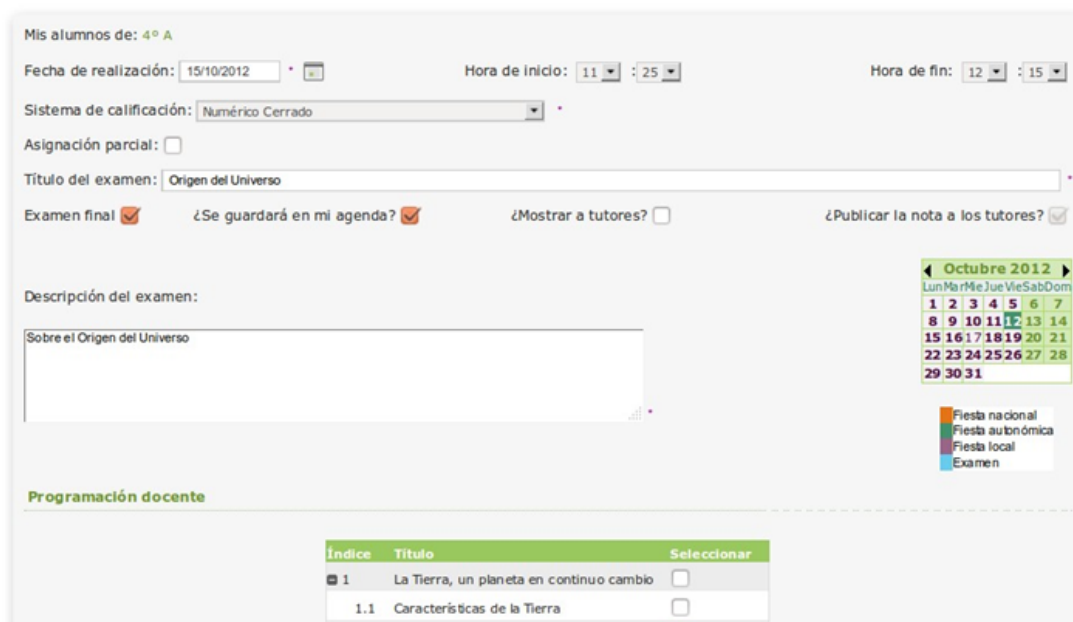 Mis alumnos de: 4º A
Fecha de realización: 15/10/2012 * Hora de inicio: 11 : 25 Hora de fin: 12 : 15
Sistema de calificación: Numérico Cerrado *
Asignación parcial:
Título del examen: Origen del Universo *
Examen final ¿Se guardará en mi agenda? ¿Mostrar a tutores? ¿Publicar la nota a los tutores?
Octubre 2012
Lun Mar Mie Jue Vie Sab Dom
Descripción del examen:
1 2 3 4 5 6 7
8 9 10 11 12 13 14
Sobre el Origen del Universo
15 16 17 18 19 20 21
22 23 24 25 26 27 28
29 30 31
*
Fiesta nacional
Fiesta autonómica
Fiesta local
Examen
Programación docente
Índice Título Seleccionar
1 La Tierra, un planeta en continuo cambio
1.1 Características de la Tierra